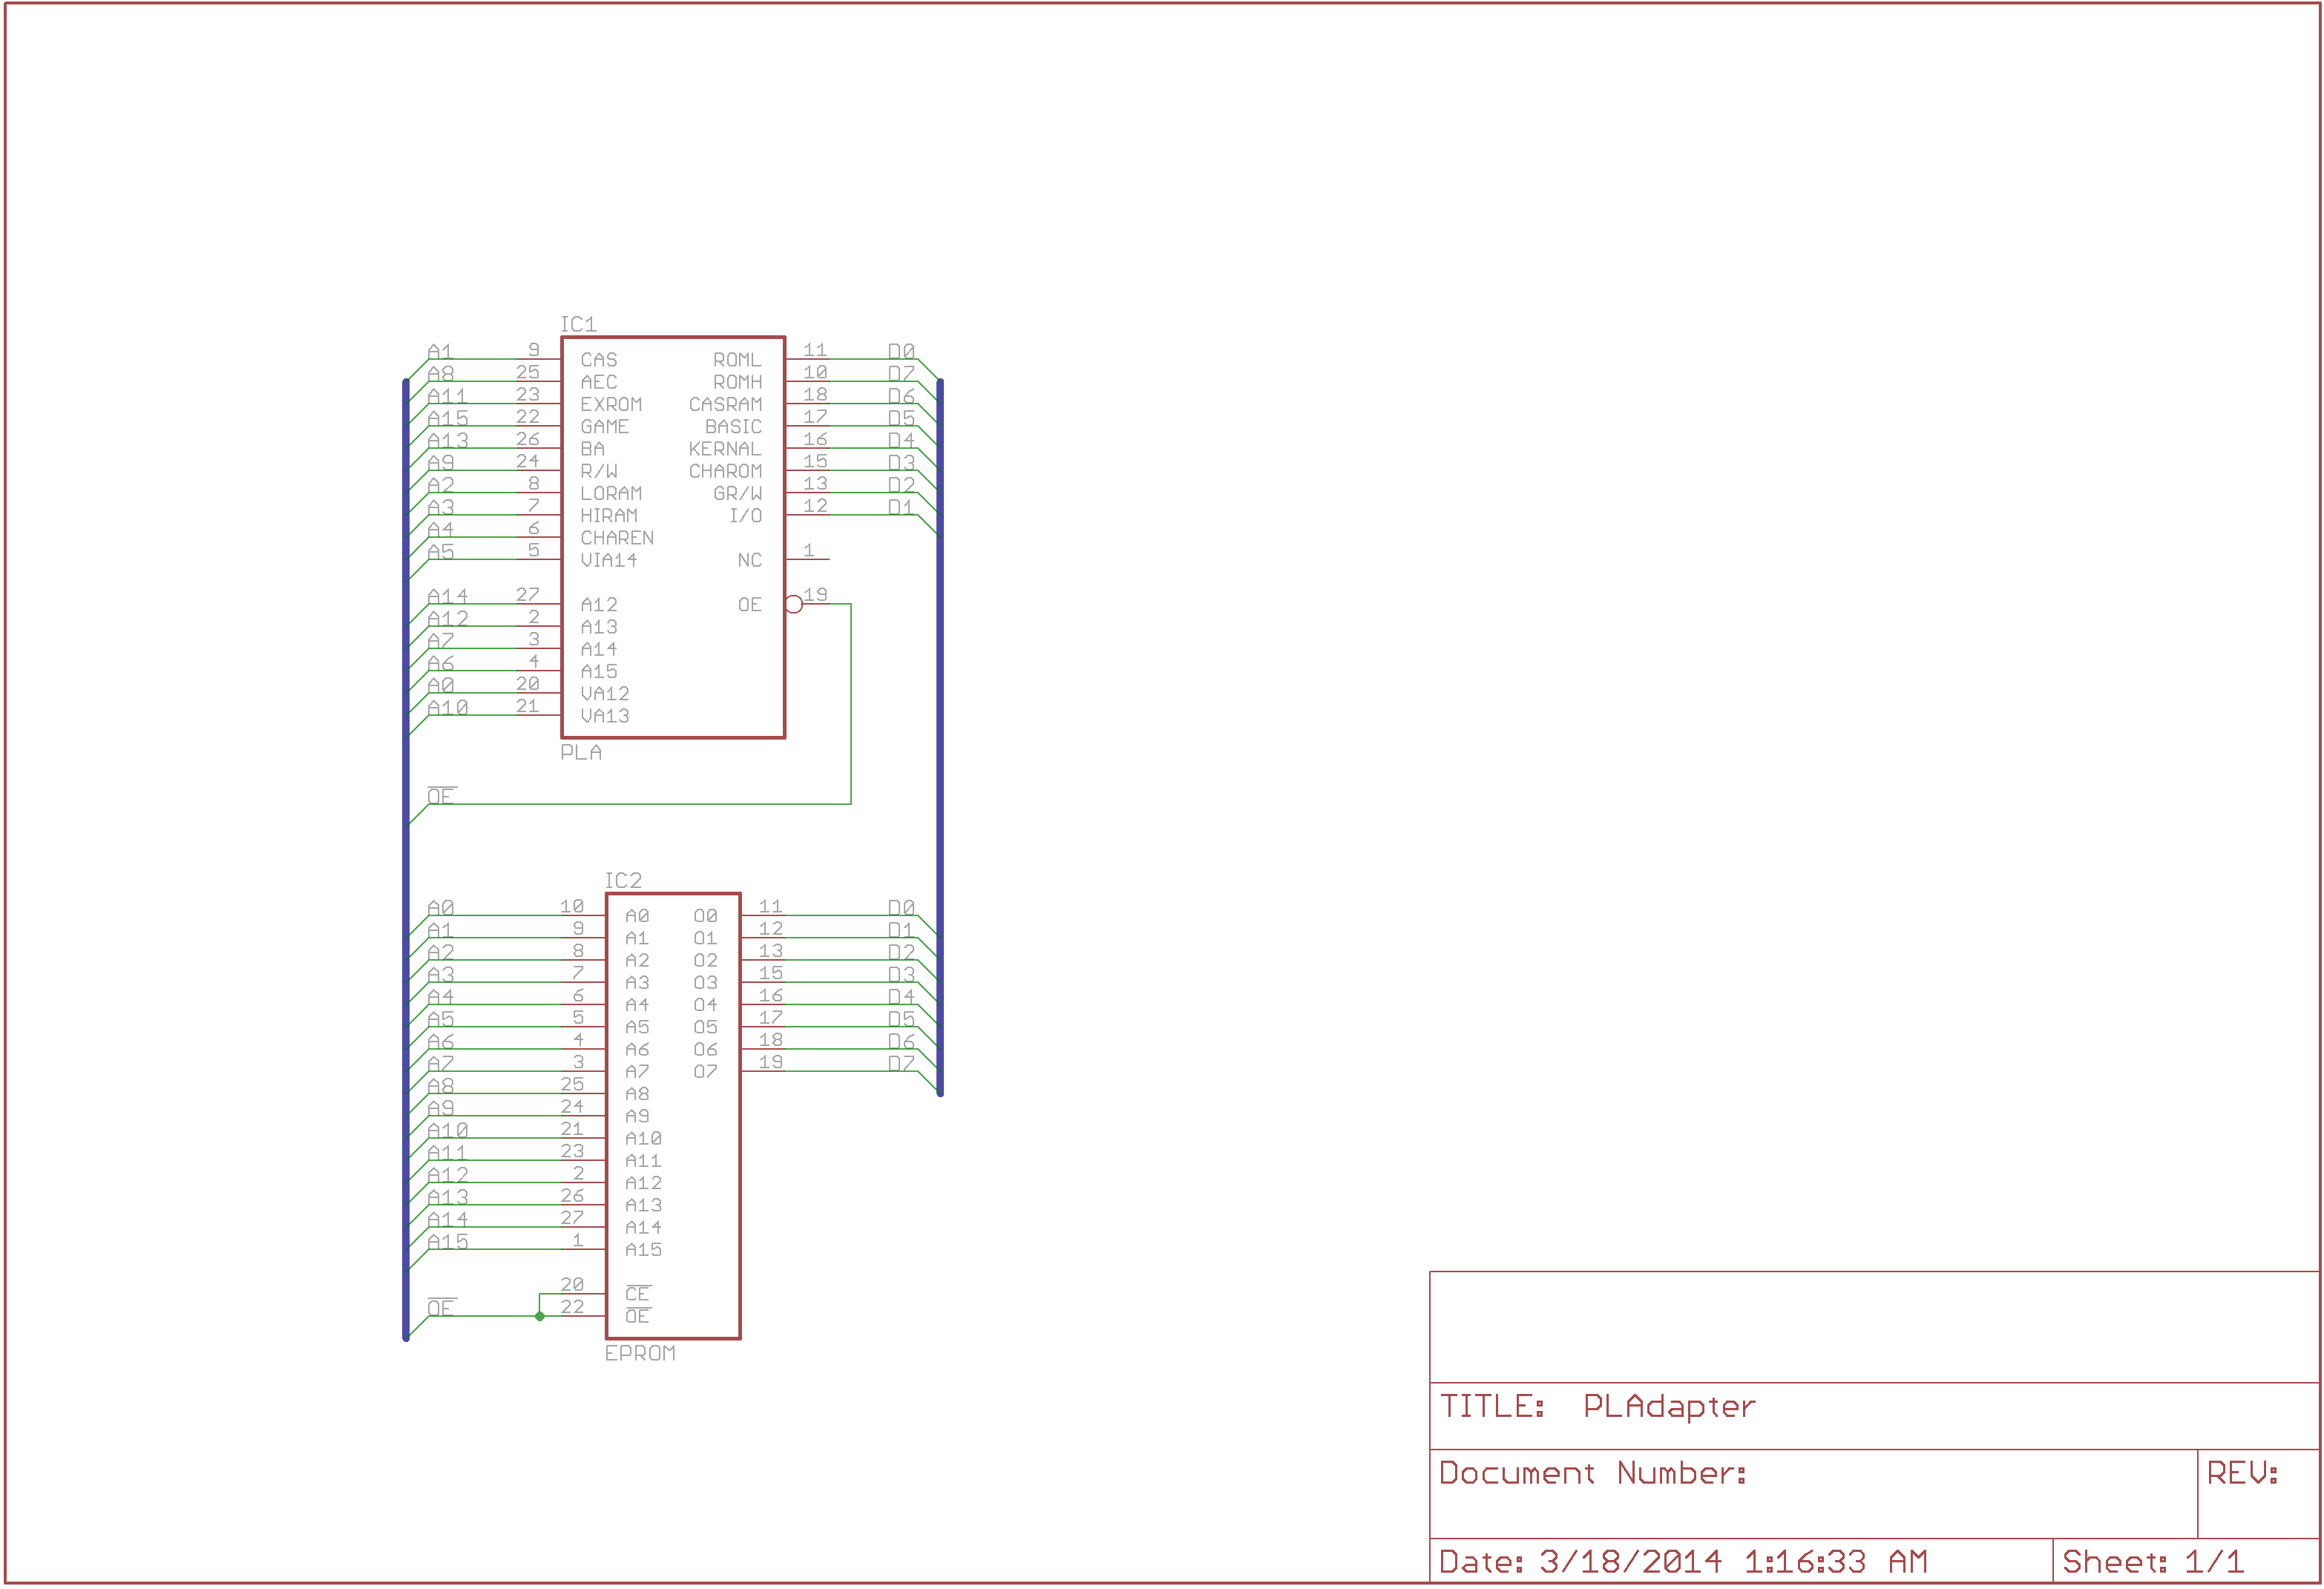 IC1
A1 9 CAS ROML 11 D0
A8 25 AEC ROMH 10 D7
A11 23 EXROM CASRAM 18 D6
A15 22 GAME BASIC 17 D5
A13 26 BA KERNAL 16 D4
A9 24 R/W CHAROM 15 D3
A2 8 LORAM GR/W 13 D2
A3 7 HIRAM I/O 12 D1
A4 6 CHAREN
A5 5 VIA14 NC 1
A14 27 A12 OE 19
A12 2 A13
A7 3 A14
A6 4 A15
A0 20 VA12
A10 21 VA13
PLA
OE
IC2
A0 10 A0 O0 11 D0
A1 9 A1 O1 12 D1
A2 8 A2 O2 13 D2
A3 7 A3 O3 15 D3
A4 6 A4 O4 16 D4
A5 5 A5 O5 17 D5
A6 4 A6 O6 18 D6
A7 3 A7 O7 19 D7
A8 25 A8
A9 24 A9
A10 21 A10
A11 23 A11
A12 2 A12
A13 26 A13
A14 27 A14
A15 1 A15
20 CE
OE 22 OE
EPROM
TITLE: PLAdapter
Document Number:
REV:
Date: 3/18/2014 1:16:33 AM
Sheet: 1/1